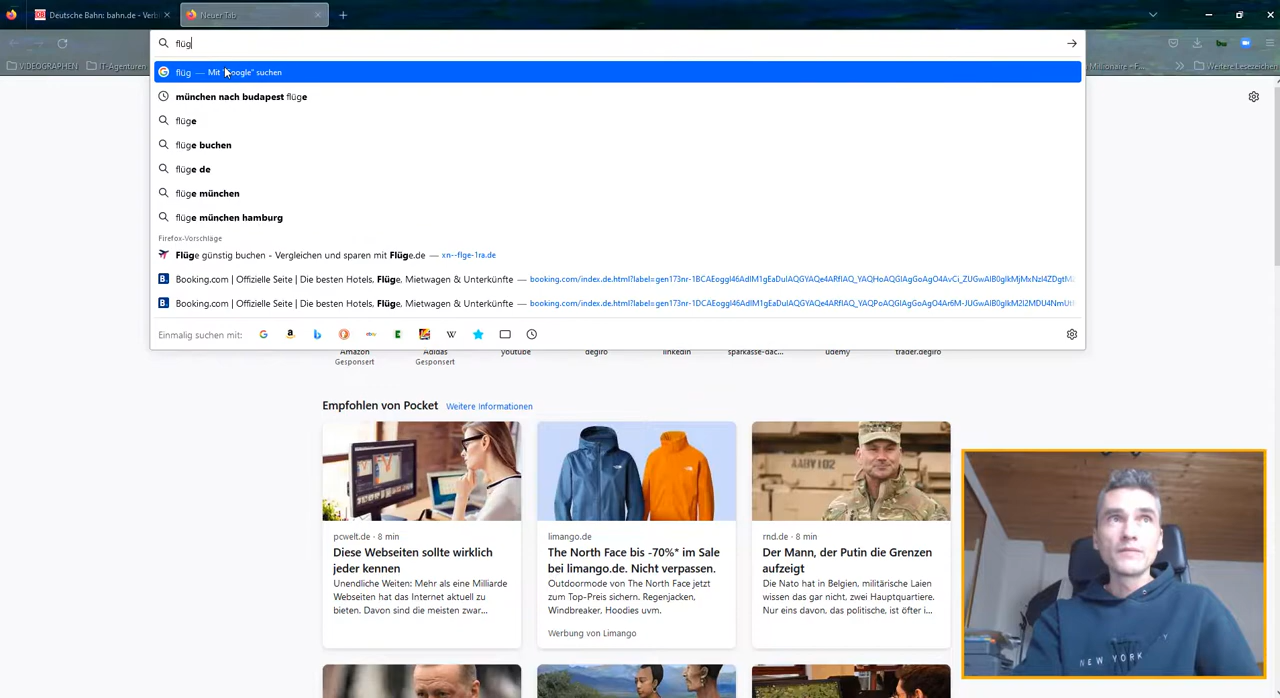 Deutsche Bahn: bahn.de - Verbi
Neuer Tab
flüg
VIDEOGRAPHEN
IT-Agenturen
Millionaire - F...
Weitere Lesezeichen
flüg — Mit "Google" suchen
münchen nach budapest flüge
flüge
flüge buchen
flüge de
flüge münchen
flüge münchen hamburg
Firefox-Vorschläge
Flüge günstig buchen - Vergleichen und sparen mit Flüge.de — xn--flge-1ra.de
Booking.com | Offizielle Seite | Die besten Hotels, Flüge, Mietwagen & Unterkünfte —
Booking.com | Offizielle Seite | Die besten Hotels, Flüge, Mietwagen & Unterkünfte —
Einmalig suchen mit:
Amazon
Gesponsert
Adidas
Gesponsert
youtube
degiro
linkedin
sparkasse-dac...
udemy
trader.degiro
Empfohlen von Pocket Weitere Informationen
pcwelt.de · 8 min
Diese Webseiten sollte wirklich
jeder kennen
Unendliche Weiten: Mehr als eine Milliarde
Webseiten hat das Internet aktuell zu
bieten. Davon sind die meisten zwar...
limango.de
The North Face bis -70%* im Sale
bei limango.de. Nicht verpassen.
Outdoormode von The North Face jetzt
zum Top-Preis sichern. Regenjacken,
Windbreaker, Hoodies uvm.
Werbung von Limango
AABV102
rnd.de · 8 min
Der Mann, der Putin die Grenzen
aufzeigt
Die Nato hat in Belgien, militärische Laien
wissen das gar nicht, zwei Hauptquartiere.
Nur eins davon, das politische, ist öfter i...
NEW YORK